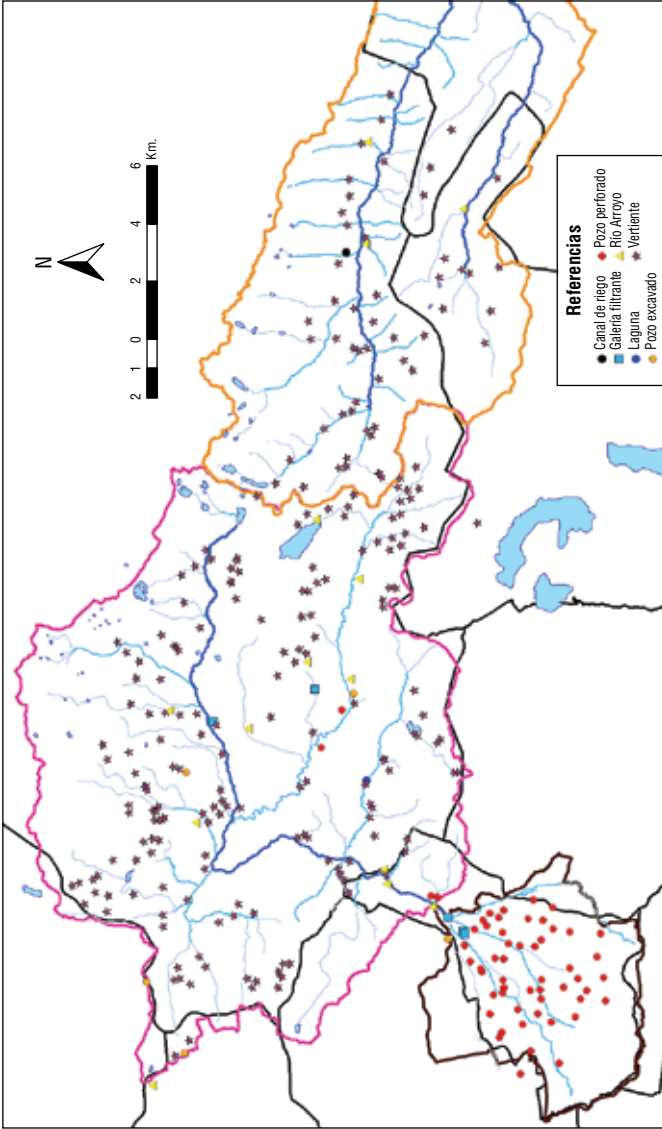 N
2 1 0 2 4 6 Km.
Referencias
Canal de riego
Galería filtrante
Laguna
Pozo excavado
Pozo perforado
Río Arroyo
Vertiente